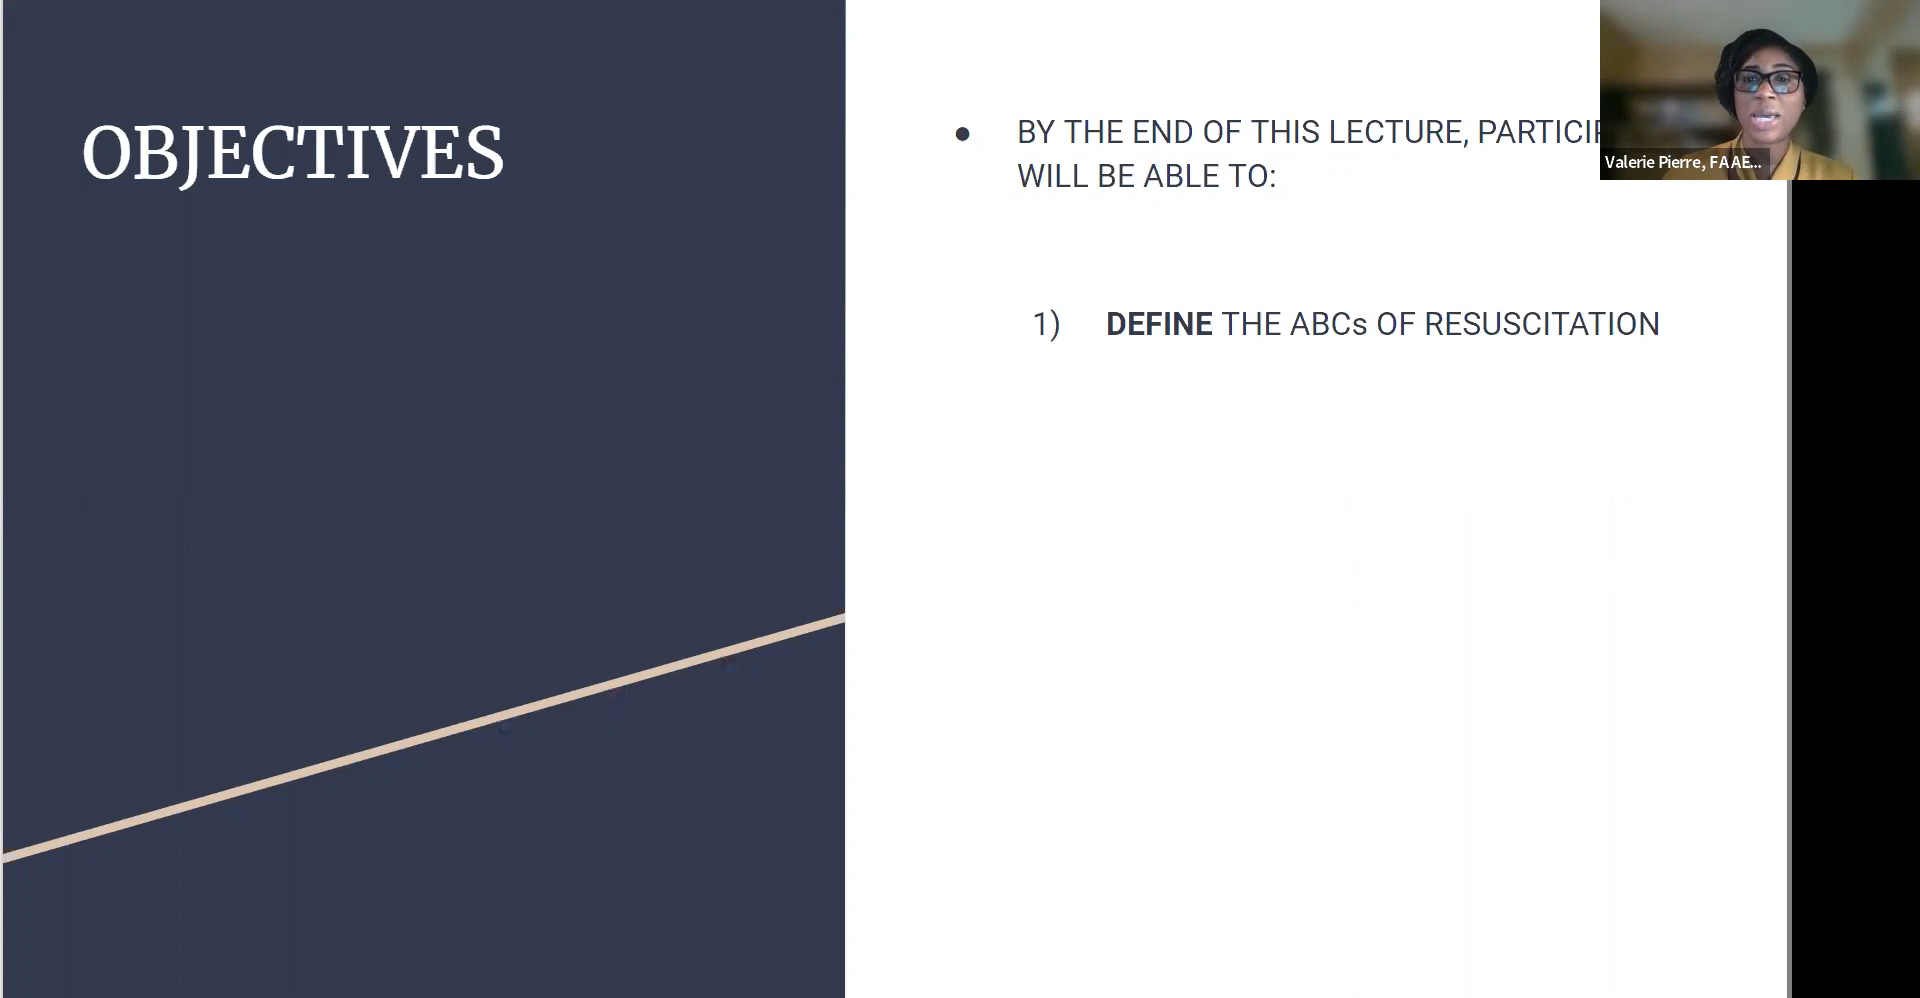 OBJECTIVES
● BY THE END OF THIS LECTURE,
WILL BE ABLE TO:
1) DEFINE THE ABCs OF RESUSCITATION
Valerie Pierre, FAAE...